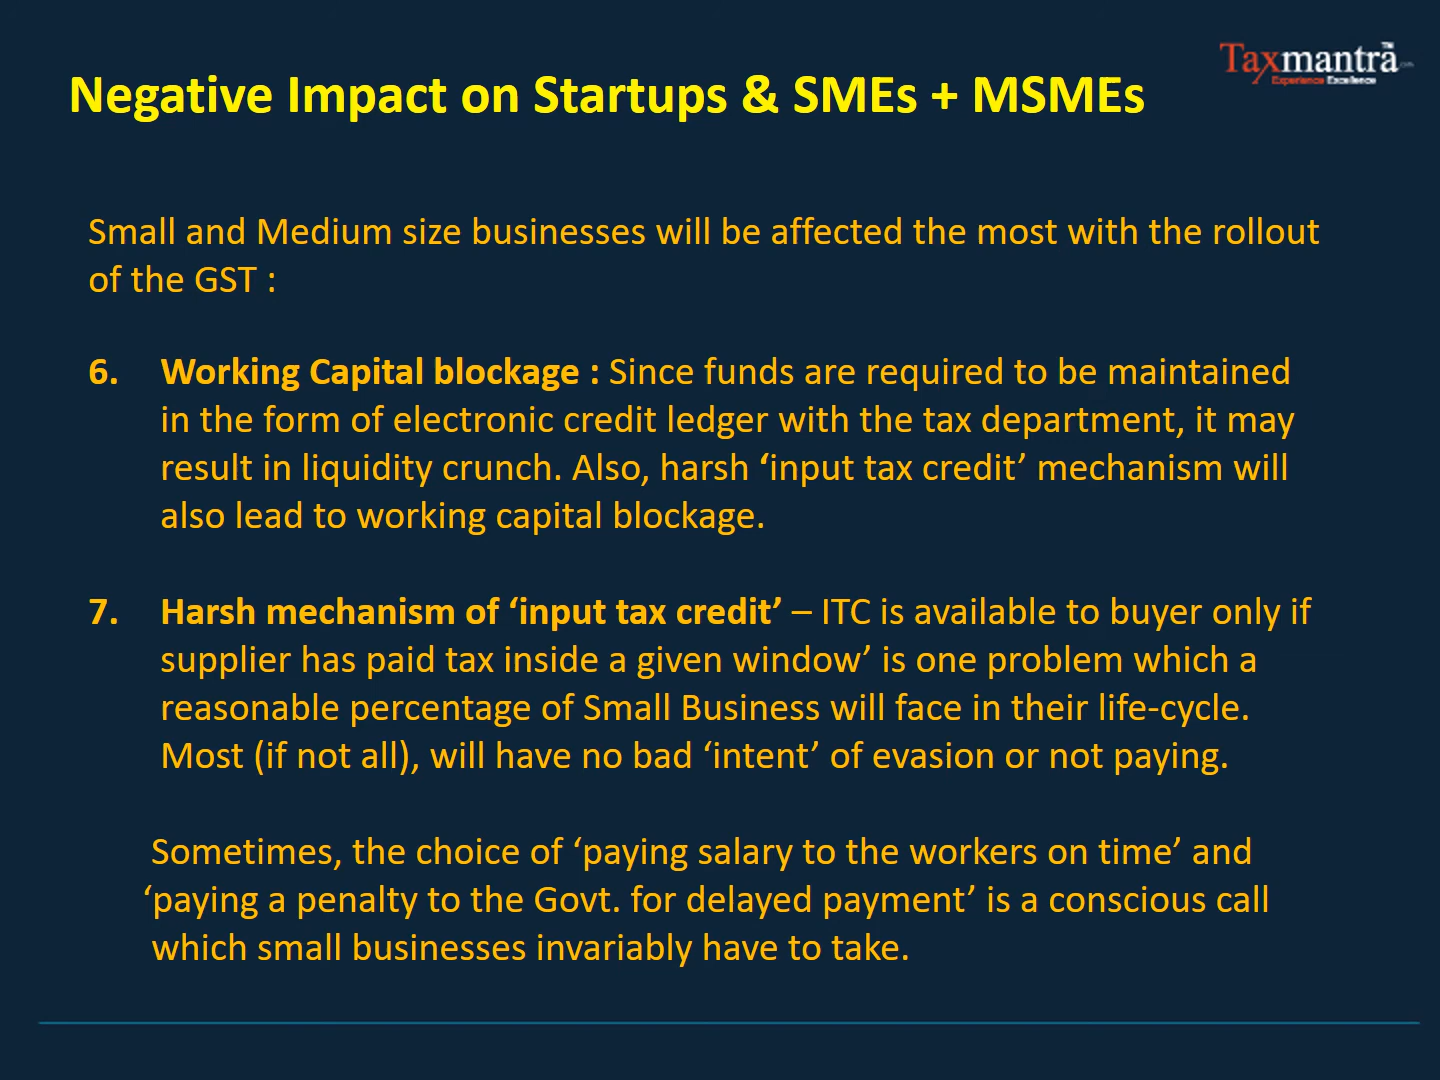 Taxmantra
TM
.com
Experience Excellence
Negative Impact on Startups & SMEs + MSMEs
Small and Medium size businesses will be affected the most with the rollout
of the GST :
6. Working Capital blockage : Since funds are required to be maintained
in the form of electronic credit ledger with the tax department, it may
result in liquidity crunch. Also, harsh ‘input tax credit’ mechanism will
also lead to working capital blockage.
7. Harsh mechanism of ‘input tax credit’ – ITC is available to buyer only if
supplier has paid tax inside a given window’ is one problem which a
reasonable percentage of Small Business will face in their life-cycle.
Most (if not all), will have no bad ‘intent’ of evasion or not paying.
Sometimes, the choice of ‘paying salary to the workers on time’ and
‘paying a penalty to the Govt. for delayed payment’ is a conscious call
which small businesses invariably have to take.